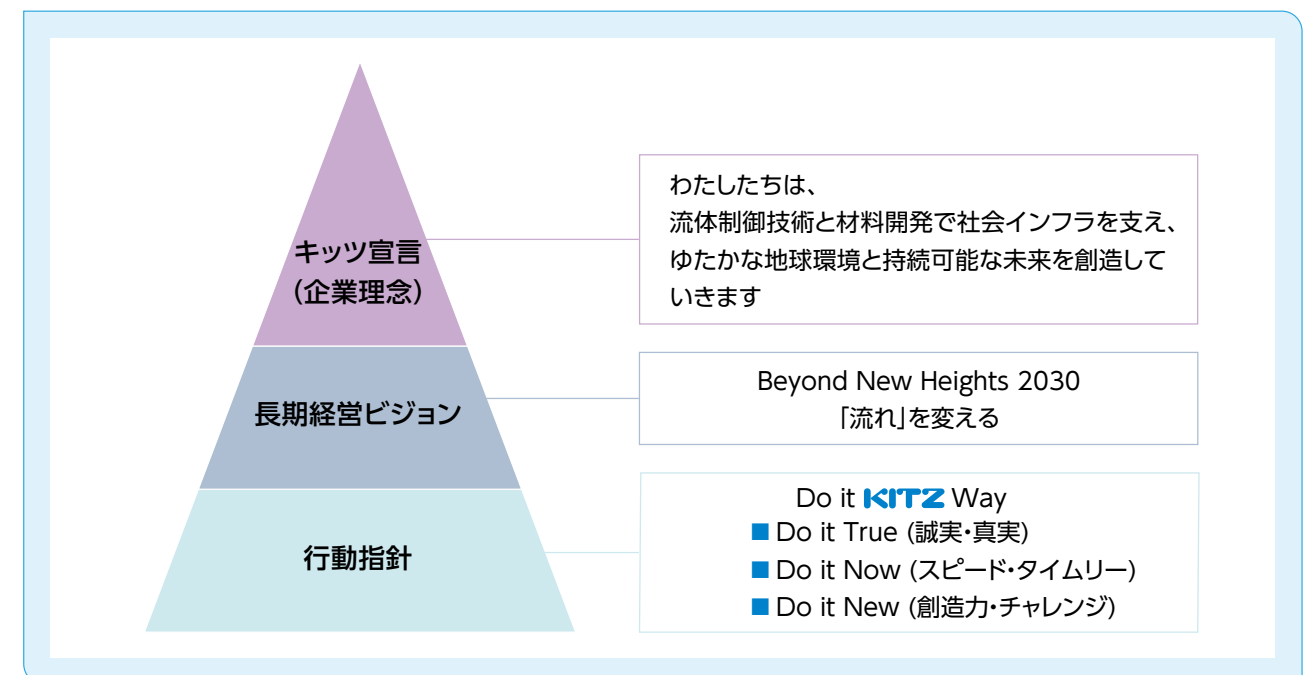 キッツ宣言
（企業理念）
わたしたちは、
流体制御技術と材料開発で社会インフラを支え、
ゆたかな地球環境と持続可能な未来を創造して
いきます
長期経営ビジョン
Beyond New Heights 2030
「流れ」を変える
行動指針
Do it KITZ Way
■ Do it True (誠実・真実)
■ Do it Now (スピード・タイムリー)
■ Do it New (創造力・チャレンジ)